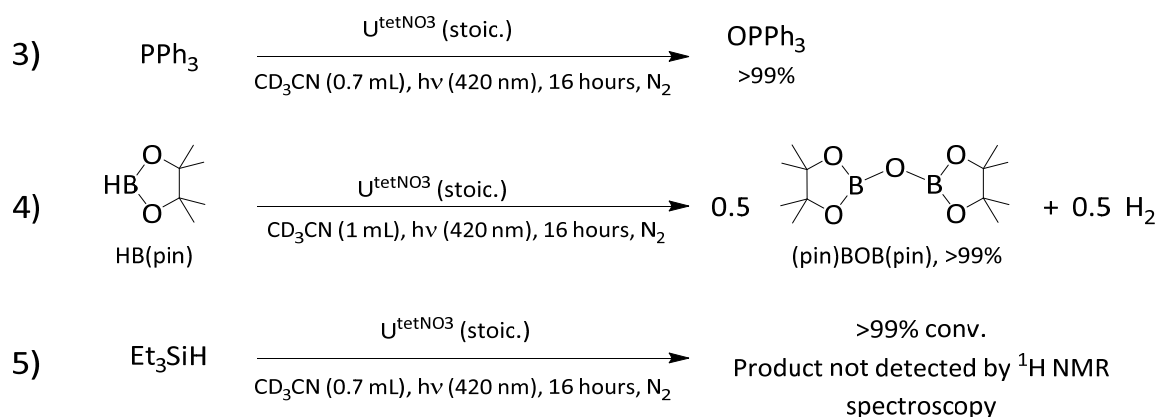 3) PPh₃ U^tetNO3 (stoic.) OPPh₃
CD₃CN (0.7 mL), hν (420 nm), 16 hours, N₂ >99%
4) HB O O U^tetNO3 (stoic.) 0.5 O O B O B O O + 0.5 H₂
CD₃CN (1 mL), hν (420 nm), 16 hours, N₂
HB(pin) (pin)BOB(pin), >99%
5) Et₃SiH U^tetNO3 (stoic.) >99% conv.
CD₃CN (0.7 mL), hν (420 nm), 16 hours, N₂ Product not detected by ¹H NMR
spectroscopy